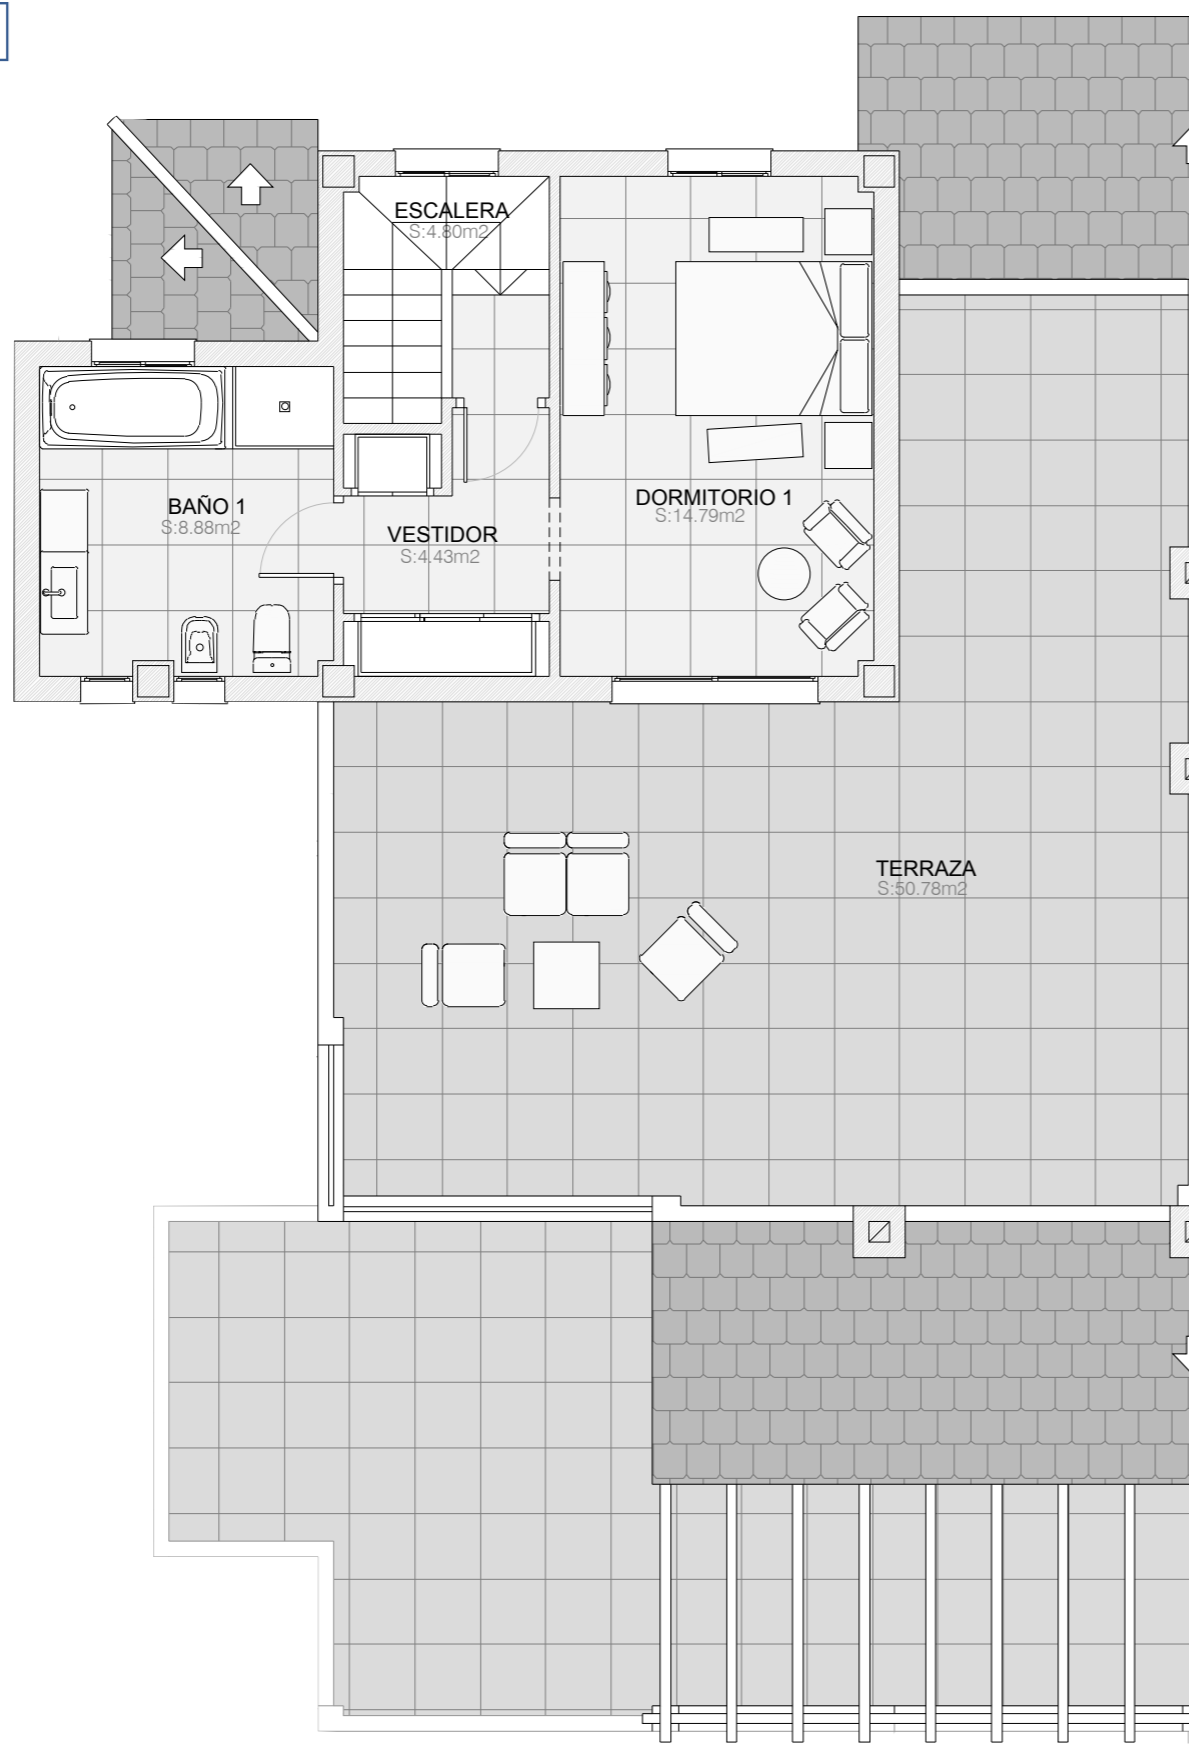 ESCALERA
S:4.80m2
BAÑO 1
S:8.88m2
VESTIDOR
S:4.43m2
DORMITORIO 1
S:14.79m2
TERRAZA
S:50.78m2